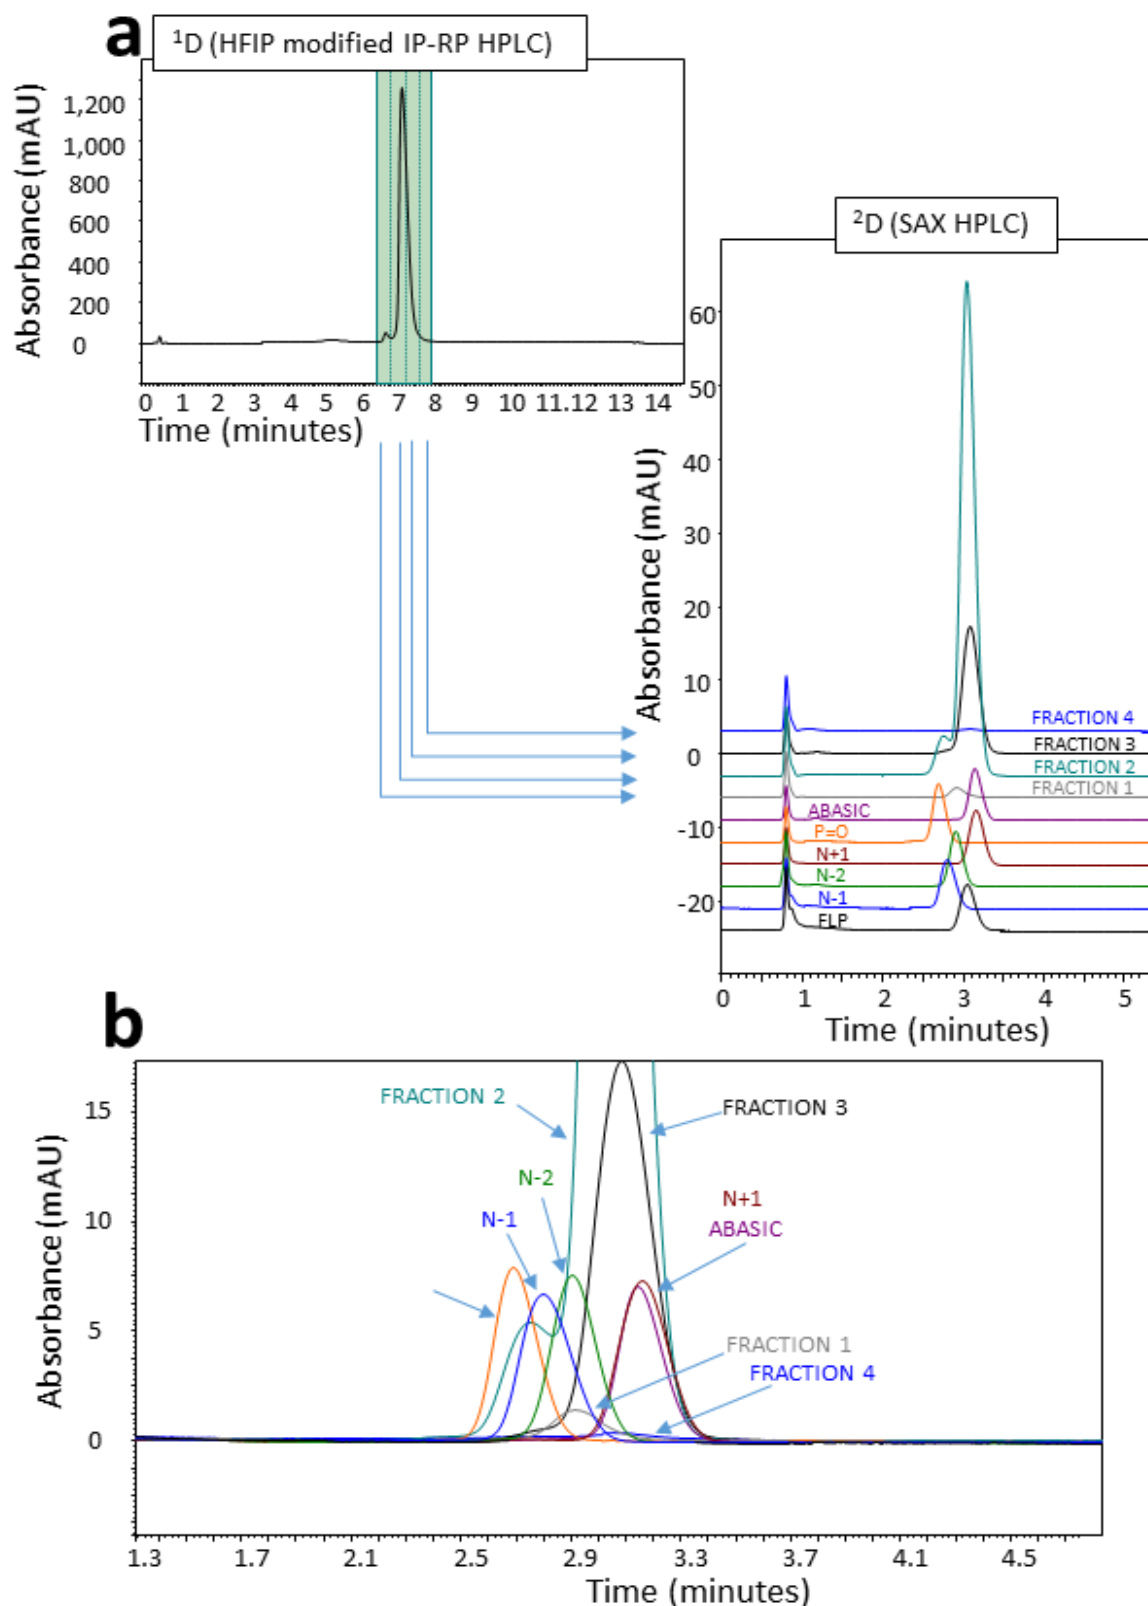 a
¹D (HFIP modified IP-RP HPLC)
Absorbance (mAU)
1,200
1,000
800
600
400
200
0
0 1 2 3 4 5 6 7 8 9 10 11.12 13 14
Time (minutes)
²D (SAX HPLC)
Absorbance (mAU)
60
50
40
30
20
10
0
-10
-20
FRACTION 4
FRACTION 3
FRACTION 2
FRACTION 1
ABASIC
P=O
N+1
N-2
N-1
FLP
0 1 2 3 4 5
Time (minutes)
b
Absorbance (mAU)
15
10
5
0
FRACTION 2
FRACTION 3
N-2
N-1
N+1
ABASIC
FRACTION 1
FRACTION 4
1.3 1.7 2.1 2.5 2.9 3.3 3.7 4.1 4.5
Time (minutes)